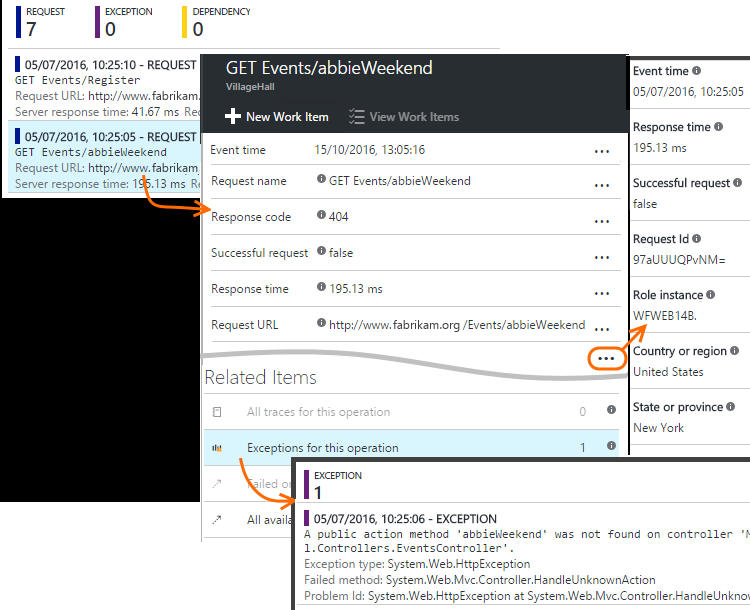 REQUEST
7
EXCEPTION
0
DEPENDENCY
0
05/07/2016, 10:25:10 - REQUEST
GET Events/Register
Request URL: http://www.fabrikam.
Server response time: 41.67 ms Re
05/07/2016, 10:25:05 - REQUEST
GET Events/abbieWeekend
Request URL: http://www.fabrikam
Server response time: 195.13 ms Re
GET Events/abbieWeekend
VillageHall
New Work Item
View Work Items
Event time 15/10/2016, 13:05:16 ...
Request name GET Events/abbieWeekend ...
Response code 404 ...
Successful request false ...
Response time 195.13 ms ...
Request URL http://www.fabrikam.org /Events/abbieWeekend ...
...
Related Items
All traces for this operation 0
Exceptions for this operation 1
Failed
All availa
Event time
05/07/2016, 10:25:05
Response time
195.13 ms
Successful request
false
Request Id
97aUUUQPvNM=
Role instance
WFWEB14B.
Country or region
United States
State or province
New York
EXCEPTION
1
05/07/2016, 10:25:06 - EXCEPTION
A public action method 'abbieWeekend' was not found on controller 'M
l.Controllers.EventsController'.
Exception type: System.Web.HttpException
Failed method: System.Web.Mvc.Controller.HandleUnknownAction
Problem Id: System.Web.HttpException at System.Web.Mvc.Controller.HandleUnknow